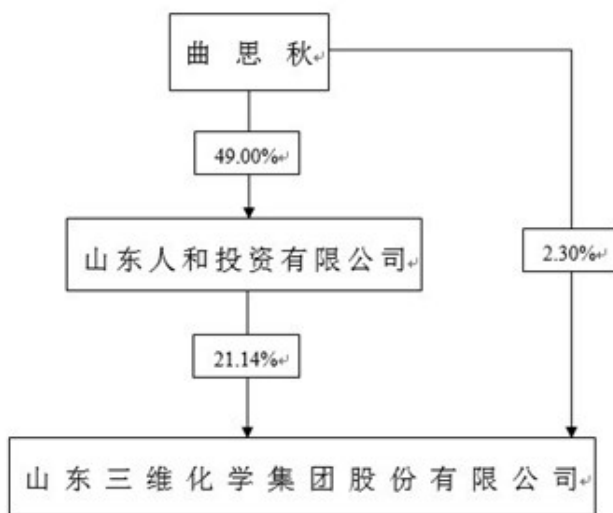 曲思秋
49.00%
山东人和投资有限公司
2.30%
21.14%
山东三维化学集团股份有限公司